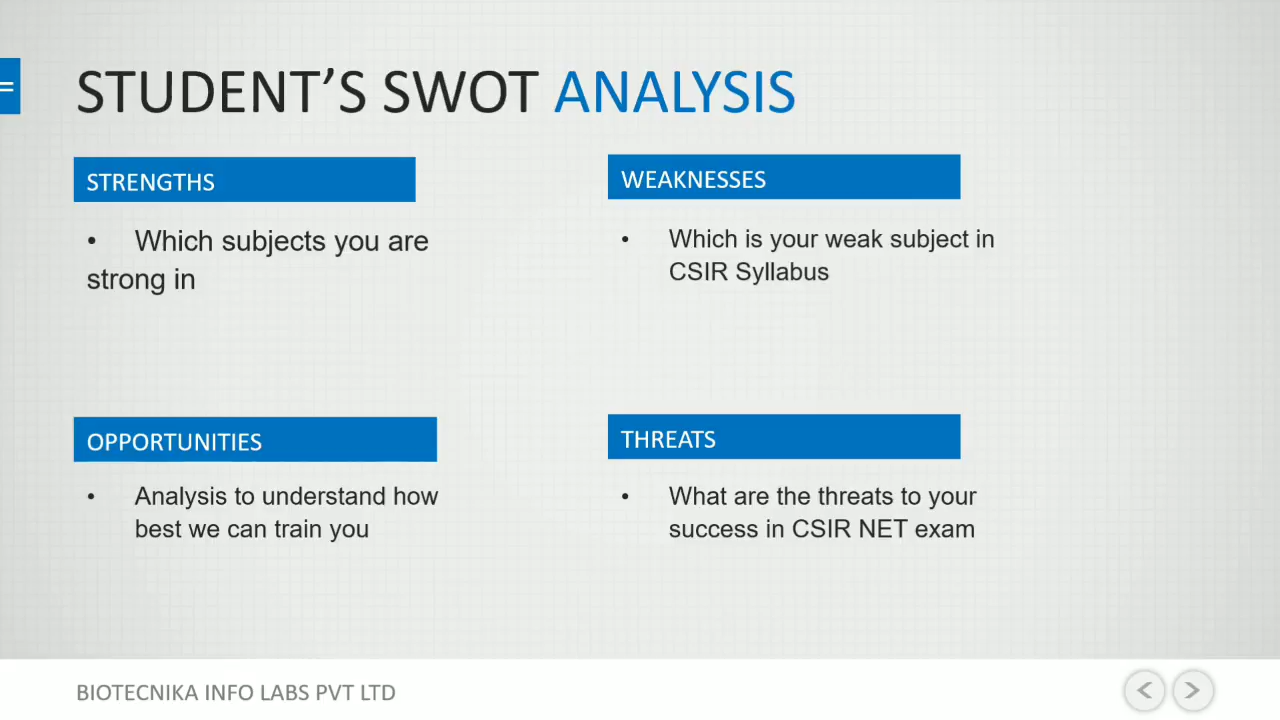 STUDENT’S SWOT ANALYSIS
STRENGTHS
• Which subjects you are
strong in
WEAKNESSES
• Which is your weak subject in
CSIR Syllabus
OPPORTUNITIES
• Analysis to understand how
best we can train you
THREATS
• What are the threats to your
success in CSIR NET exam
BIOTECNIKA INFO LABS PVT LTD